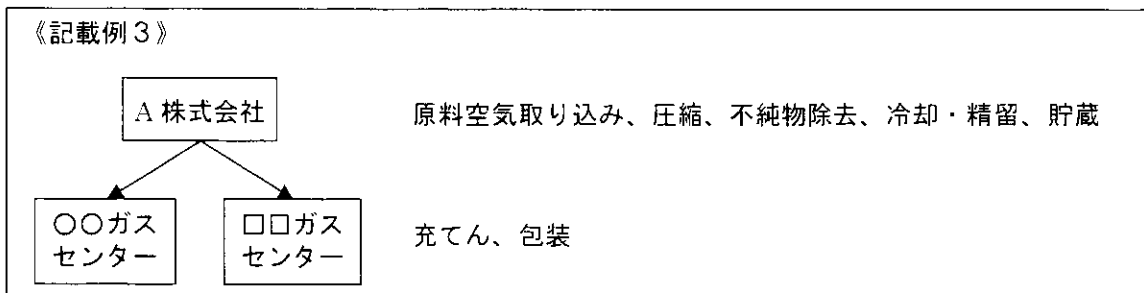 《記載例３》
A 株式会社
原料空気取り込み、圧縮、不純物除去、冷却・精留、貯蔵
〇〇ガス
センター
□□ガス
センター
充てん、包装